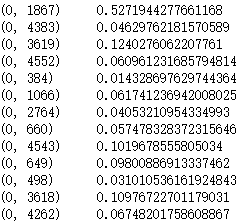 (0, 1867) 0.5271944277661168
(0, 4383) 0.04629762181570589
(0, 3619) 0.1240276062207761
(0, 4552) 0.060961231685794814
(0, 384) 0.014328697629744364
(0, 1066) 0.061741236942008025
(0, 2764) 0.04053210954334993
(0, 660) 0.057478328372315646
(0, 4543) 0.1019678555805034
(0, 649) 0.09800886913337462
(0, 498) 0.031010536161924843
(0, 3618) 0.10976722701179031
(0, 4262) 0.06748201758608867